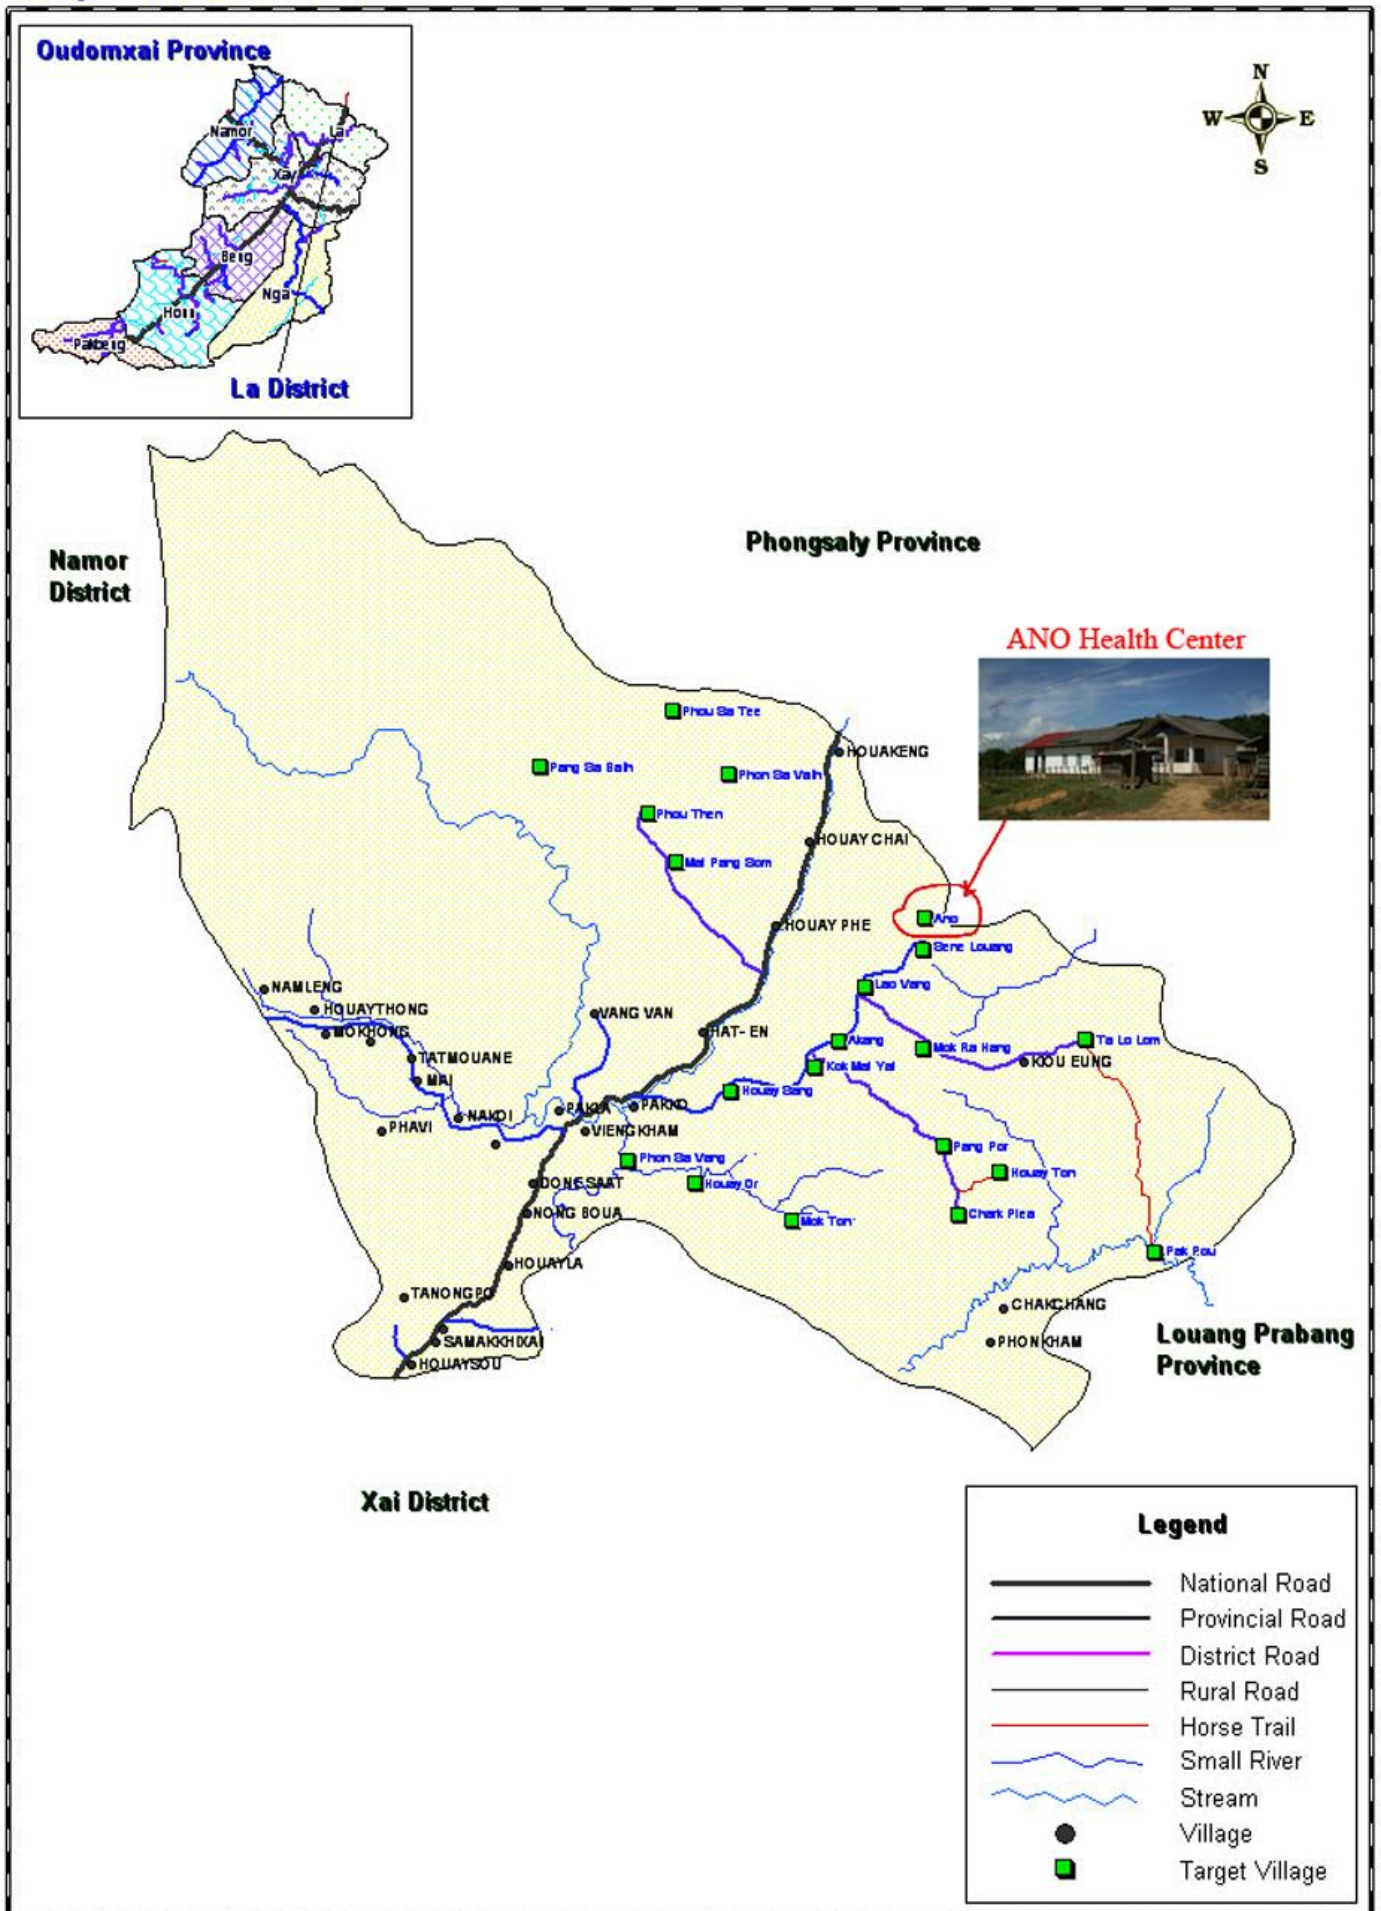 Oudomxai Province
Namor
La
Xay
Beng
Nga
Houn
Pakbeng
La District
N
W
E
S
Namor
District
Phongsaly Province
ANO Health Center
Phou Sa Tee
HOUAKENG
Pang Sa Baih
Phon Sa Vaih
Phou Then
HOUAY CHAI
Mai Pang Som
Ano
HOUAY PHE
Sene Louang
Lao Vang
NAMLENG
HOUAYTHONG
VANG VAN
MOKHONG
HAT- EN
Akang
Mok Ra Hang
Ta Lo Lom
TATMOUANE
KIOU EUNG
Kok Mai Yai
MAI
Houay Sang
NAKOI
PAKLA
PAKKO
PHAVI
VIENGKHAM
Pang Por
Phon Sa Vang
Houay Ton
DONESAAT
Houay Or
NONG BOUA
Mok Ton
Chark Plea
Pak Rou
HOUAYLA
TANONGPO
CHAKCHANG
SAMAKKHIXAI
PHONKHAM
Louang Prabang
Province
HOUAYSOU
Xai District
Legend
National Road
Provincial Road
District Road
Rural Road
Horse Trail
Small River
Stream
Village
Target Village